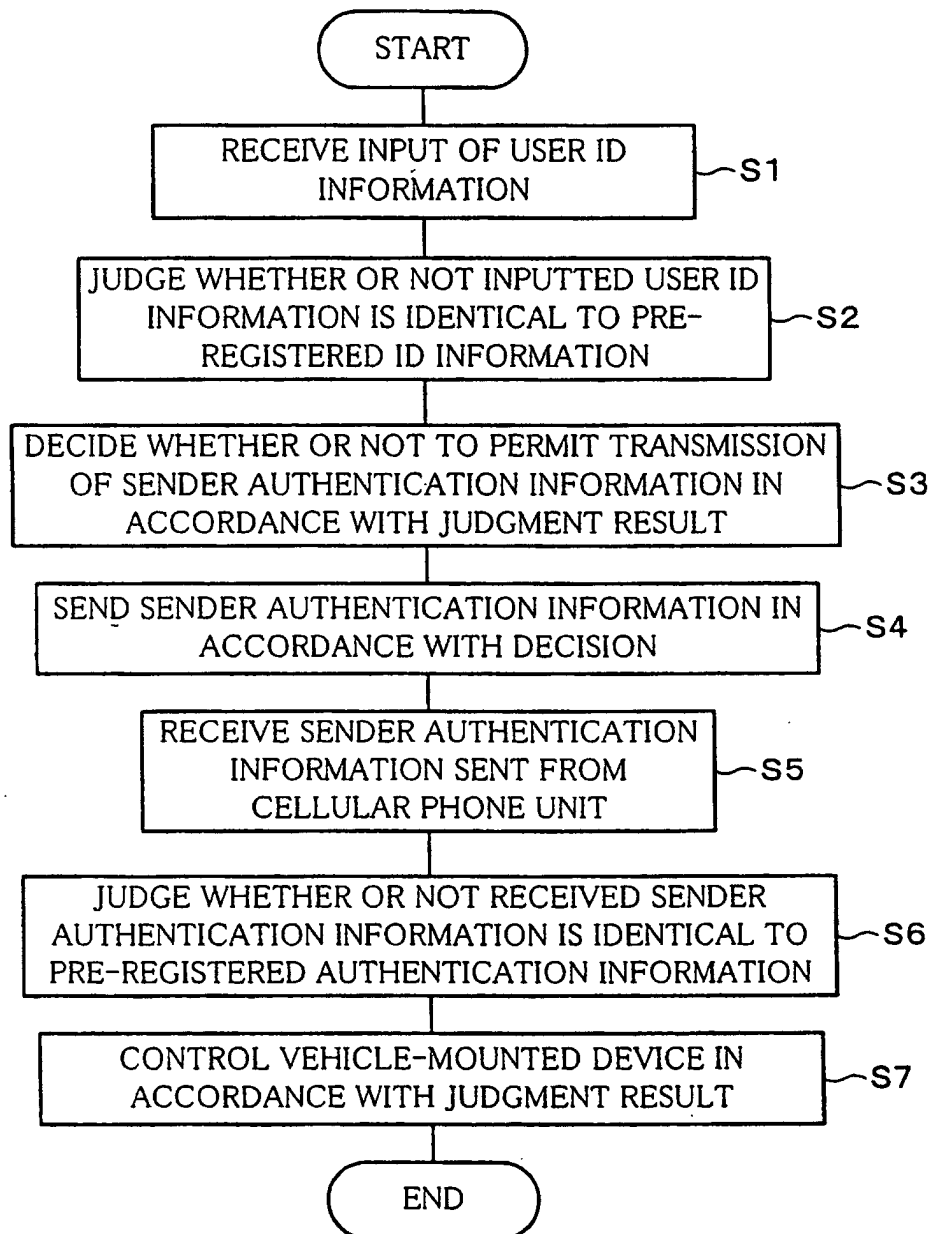 START
RECEIVE INPUT OF USER ID
INFORMATION
S1
JUDGE WHETHER OR NOT INPUTTED USER ID
INFORMATION IS IDENTICAL TO PRE-
REGISTERED ID INFORMATION
S2
DECIDE WHETHER OR NOT TO PERMIT TRANSMISSION
OF SENDER AUTHENTICATION INFORMATION IN
ACCORDANCE WITH JUDGMENT RESULT
S3
SEND SENDER AUTHENTICATION INFORMATION IN
ACCORDANCE WITH DECISION
S4
RECEIVE SENDER AUTHENTICATION
INFORMATION SENT FROM
CELLULAR PHONE UNIT
S5
JUDGE WHETHER OR NOT RECEIVED SENDER
AUTHENTICATION INFORMATION IS IDENTICAL TO
PRE-REGISTERED AUTHENTICATION INFORMATION
S6
CONTROL VEHICLE-MOUNTED DEVICE IN
ACCORDANCE WITH JUDGMENT RESULT
S7
END